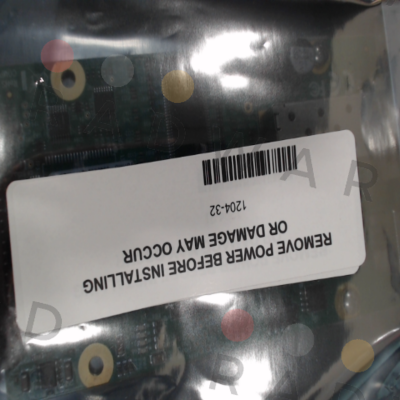 REMOVE POWER BEFORE INSTALLING
OR DAMAGE MAY OCCUR
1204-32